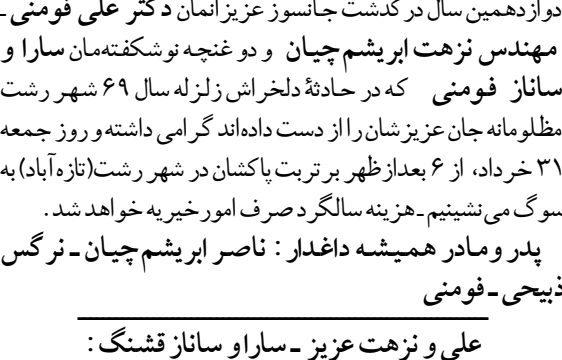 دوازدهمین سال درگذشت جانسوز عزیزانمان دکتر علی فومنی ـ
مهندس نزهت ابریشم‌چیان و دو غنچه نوشکفته‌مان سارا و
ساناز فومنی که در حادثهٔ دلخراش زلزله سال ۶۹ شهر رشت
مظلومانه جان عزیزشان را از دست داده‌اند گرامی داشته و روز جمعه
۳۱ خرداد، از ۶ بعدازظهر بر تربت پاکشان در شهر رشت(تازه‌آباد) به
سوگ می‌نشینیم ـ هزینه سالگرد صرف امور خیریه خواهد شد.
پدر و مادر همیشه داغدار : ناصر ابریشم‌چیان ـ نرگس
ذبیحی ـ فومنی
علی و نزهت عزیز ـ سارا و ساناز قشنگ :